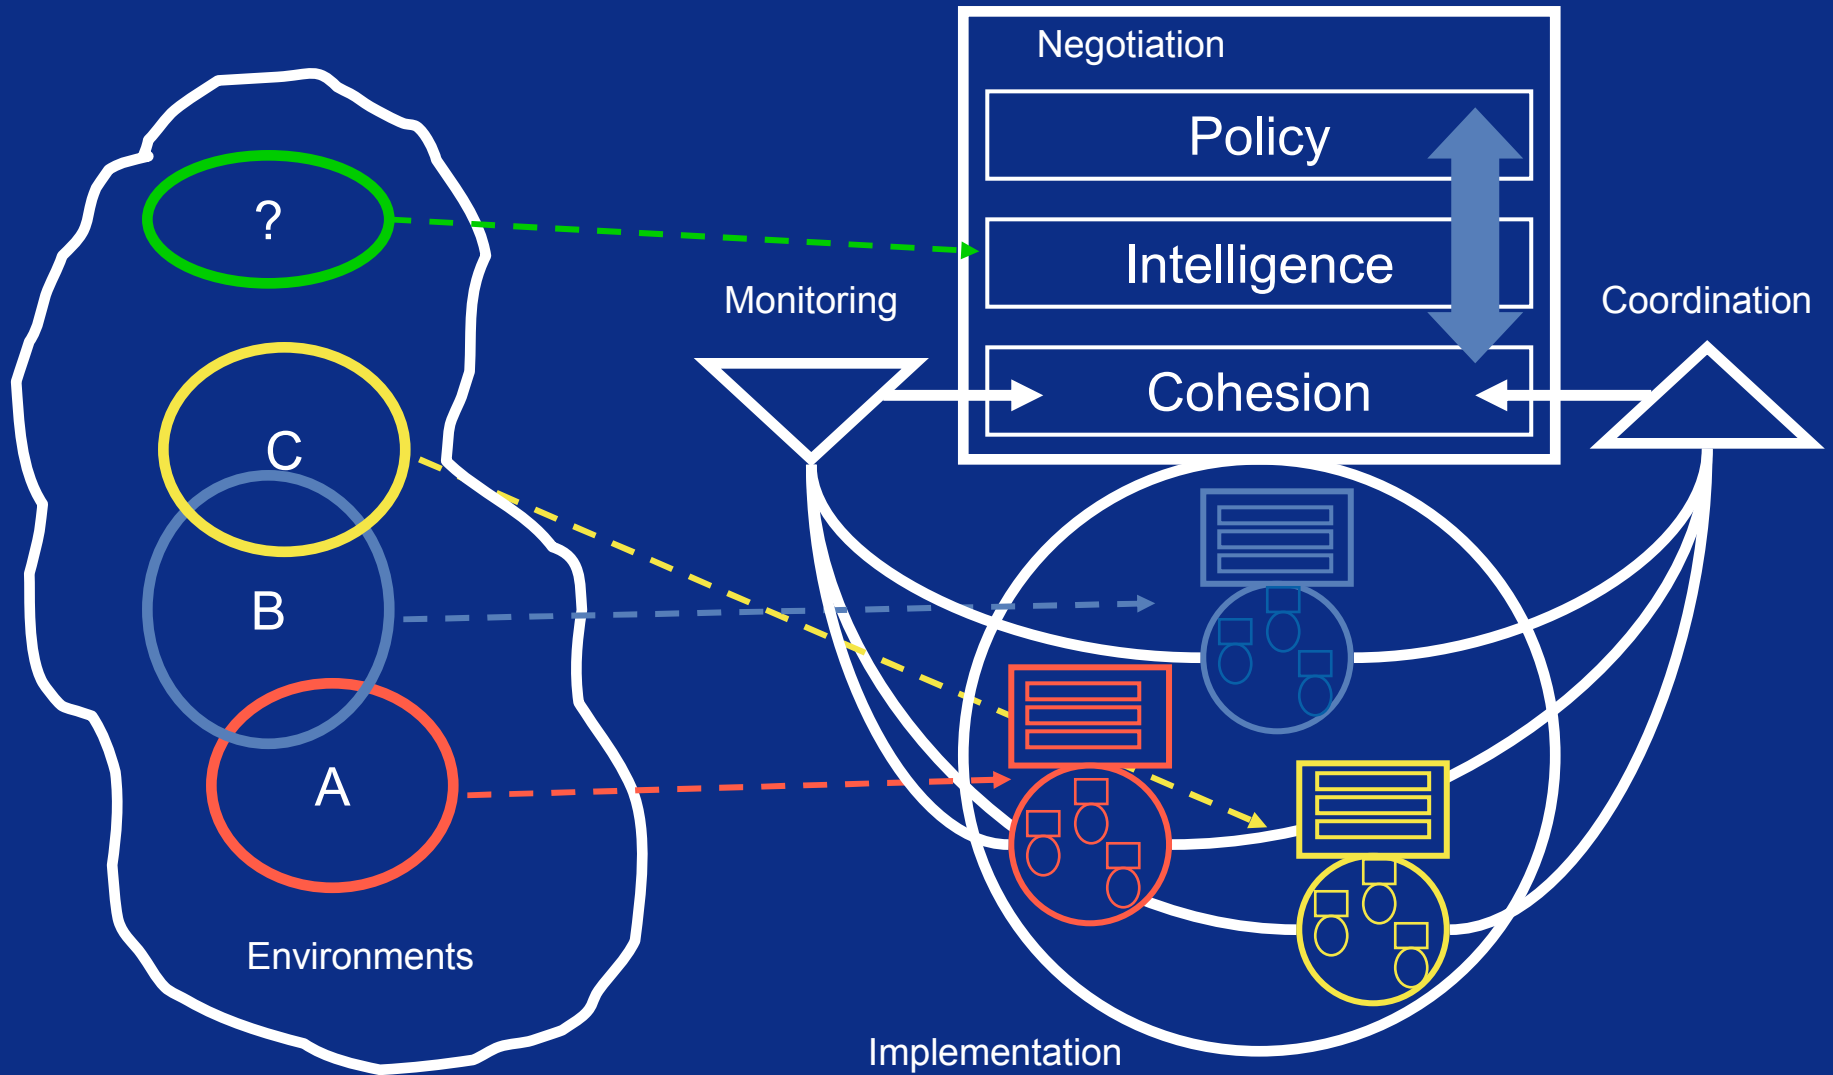 Negotiation
Policy
?
Intelligence
Monitoring
Coordination
Cohesion
C
B
A
Environments
Implementation